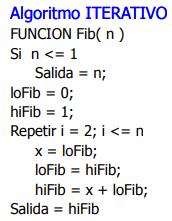 Algoritmo ITERATIVO
FUNCION Fib( n )
Si n <= 1
Salida = n;
loFib = 0;
hiFib = 1;
Repetir i = 2; i <= n
x = loFib;
loFib = hiFib;
hiFib = x + loFib;
Salida = hiFib